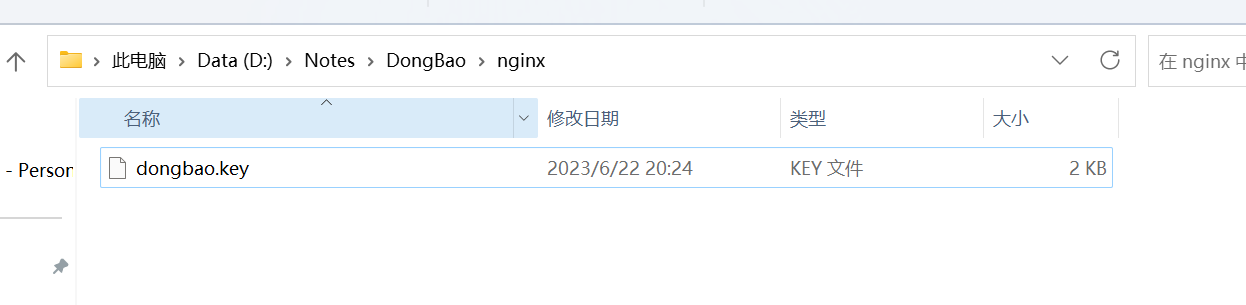 此电脑 > Data (D:) > Notes > DongBao > nginx
在 nginx 中
名称 修改日期 类型 大小
- Person
dongbao.key 2023/6/22 20:24 KEY 文件 2 KB